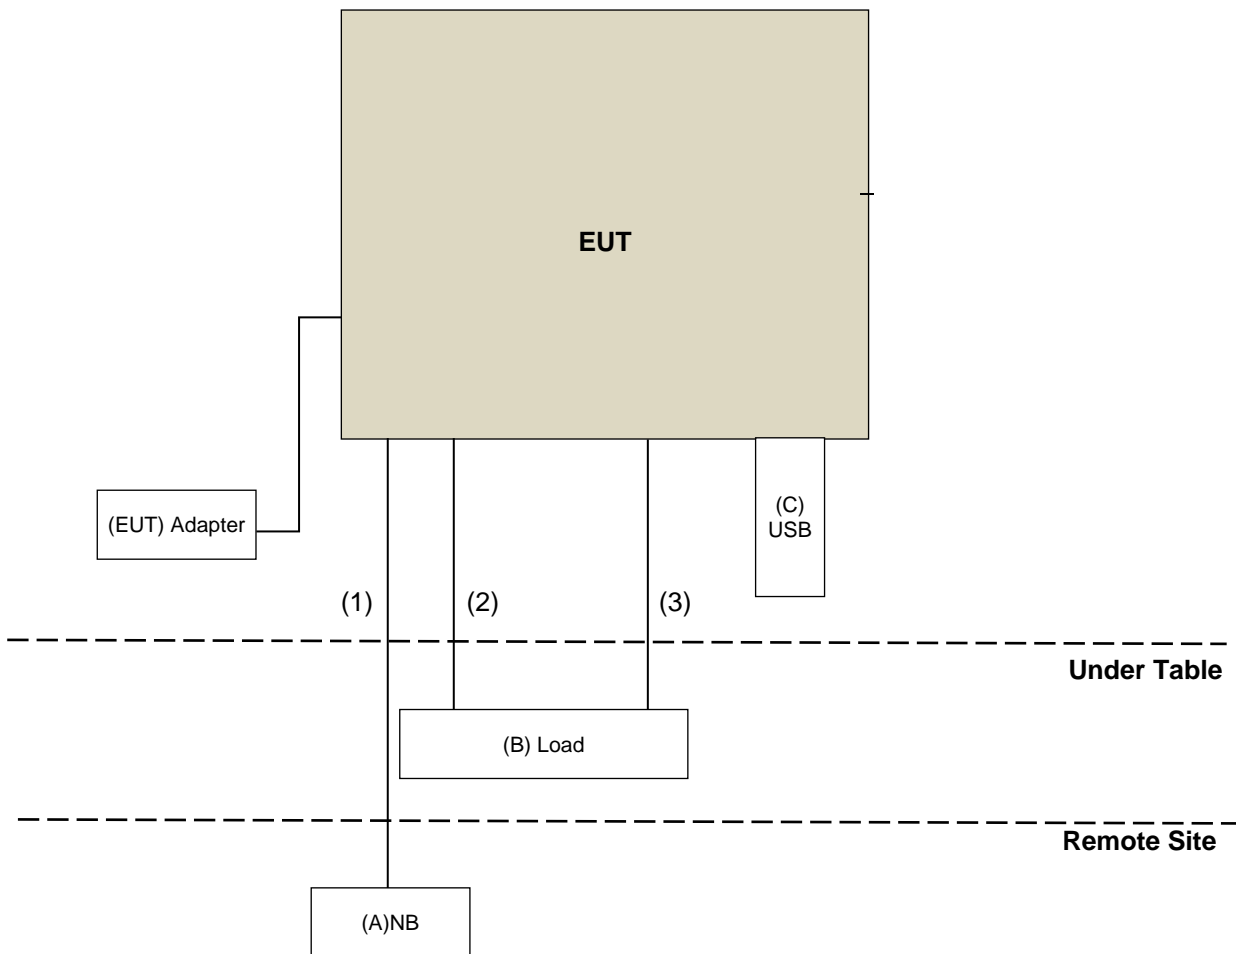 EUT
(EUT) Adapter
(C)
USB
(1)
(2)
(3)
Under Table
(B) Load
Remote Site
(A)NB